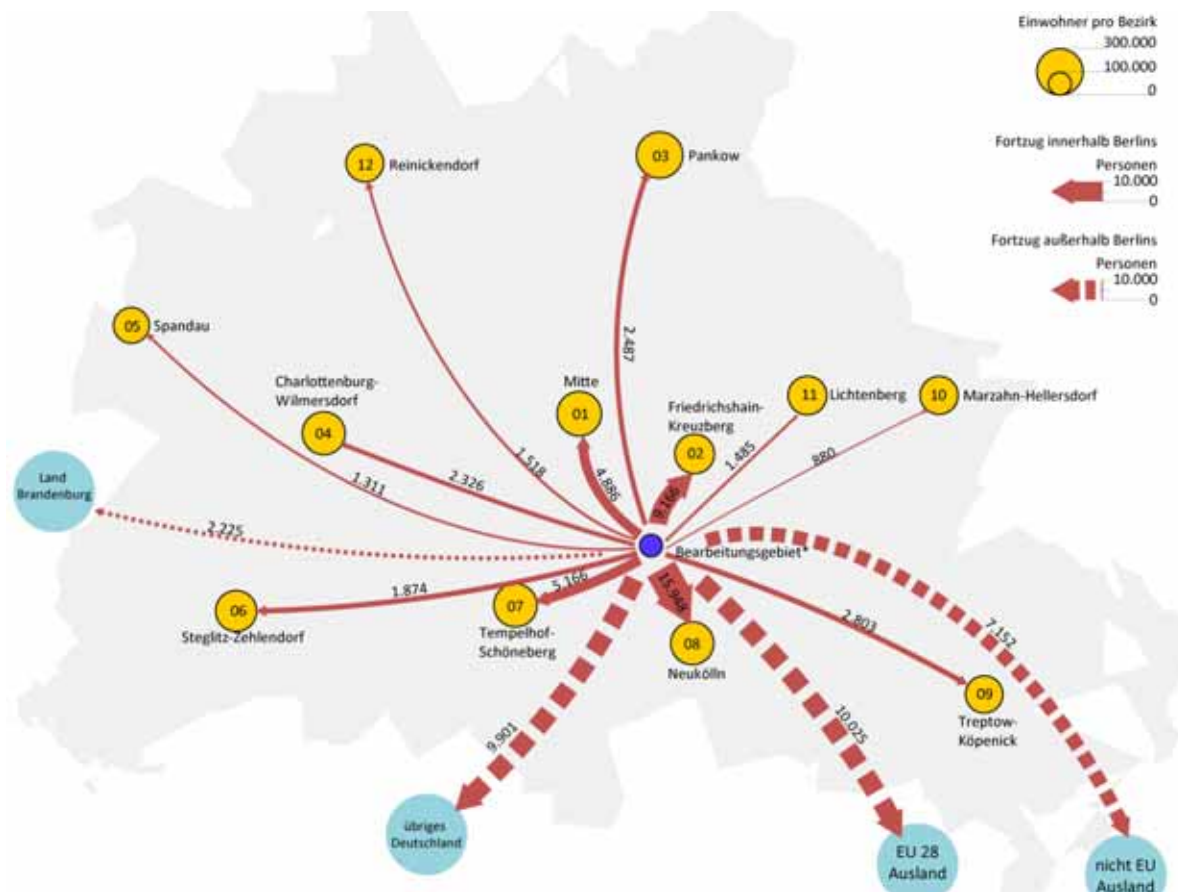 Einwohner pro Bezirk
300.000
100.000
0
Fortzug innerhalb Berlins
Personen
10.000
0
Fortzug außerhalb Berlins
Personen
10.000
0
12
Reinickendorf
03
Pankow
05
Spandau
Charlottenburg-
Wilmersdorf
04
Mitte
01
Friedrichshain-
Kreuzberg
02
11
Lichtenberg
10
Marzahn-Hellersdorf
2.487
1.518
4.886
9.166
1.485
880
1.311
2.326
Land
Brandenburg
2.225
Bearbeitungsgebiet*
1.874
06
Steglitz-Zehlendorf
5.166
07
Tempelhof-
Schöneberg
15.948
08
Neukölln
2.803
09
Treptow-
Köpenick
7.152
9.901
10.025
übriges
Deutschland
EU 28
Ausland
nicht EU
Ausland